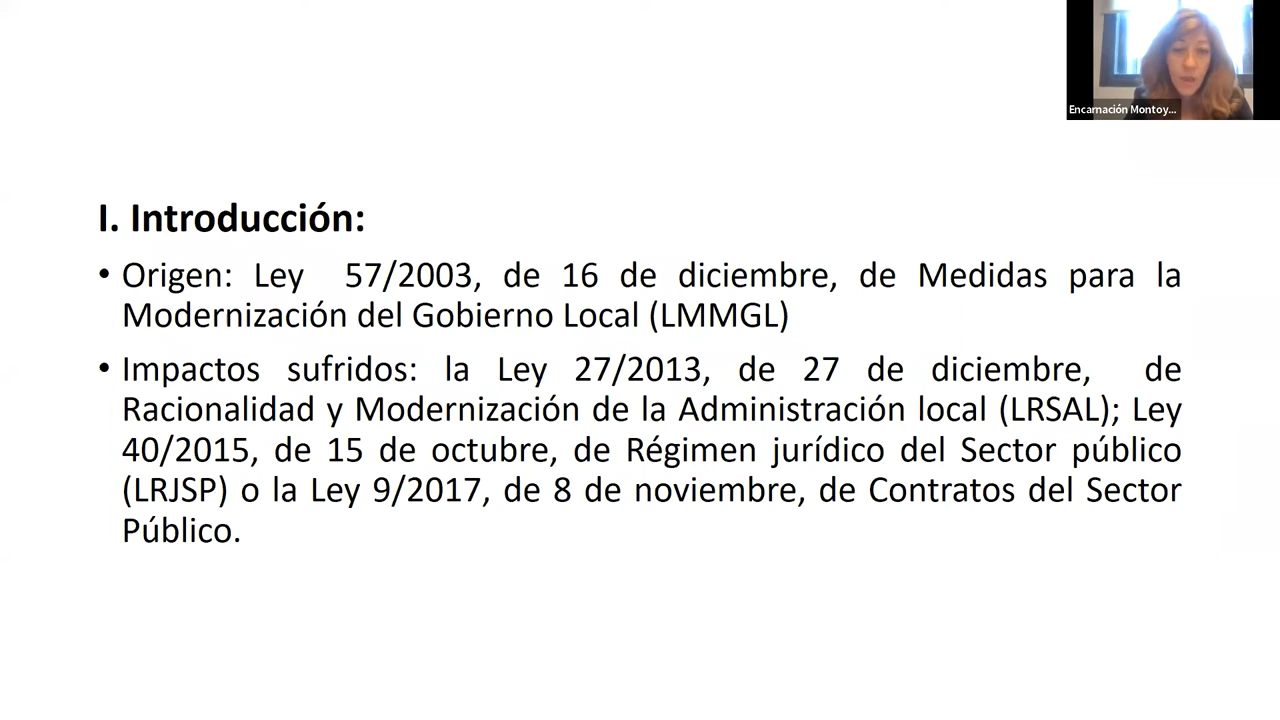 Encarnación Montoy...
I. Introducción:
• Origen: Ley 57/2003, de 16 de diciembre, de Medidas para la
Modernización del Gobierno Local (LMMGL)
• Impactos sufridos: la Ley 27/2013, de 27 de diciembre, de
Racionalidad y Modernización de la Administración local (LRSAL); Ley
40/2015, de 15 de octubre, de Régimen jurídico del Sector público
(LRJSP) o la Ley 9/2017, de 8 de noviembre, de Contratos del Sector
Público.